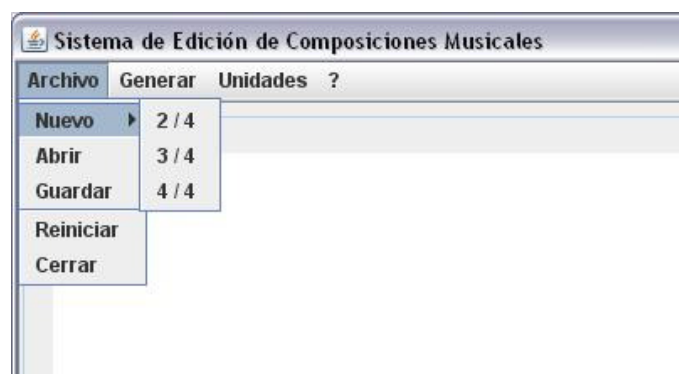 Sistema de Edición de Composiciones Musicales
Archivo Generar Unidades ?
Nuevo 2 / 4
Abrir 3 / 4
Guardar 4 / 4
Reiniciar
Cerrar